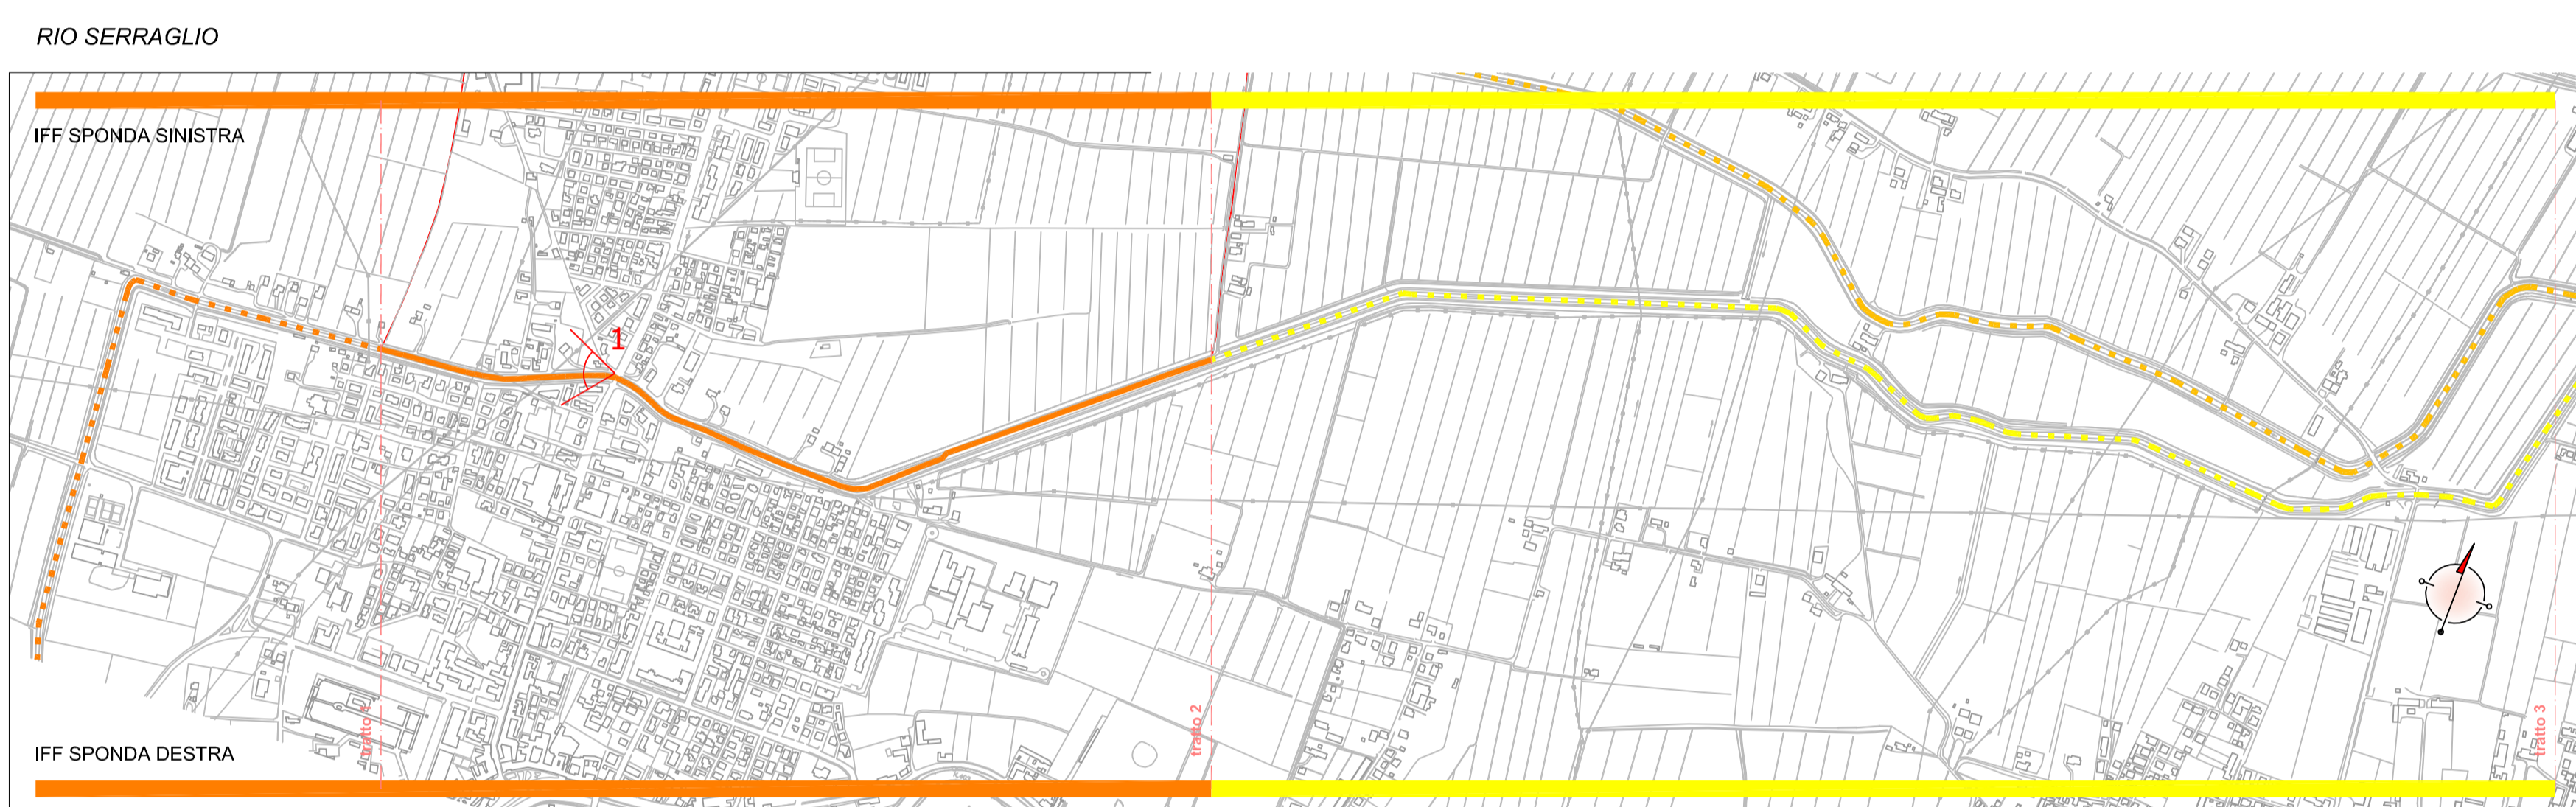 RIO SERRAGLIO
IFF SPONDA SINISTRA
1
tratto 1
tratto 2
tratto 3
IFF SPONDA DESTRA